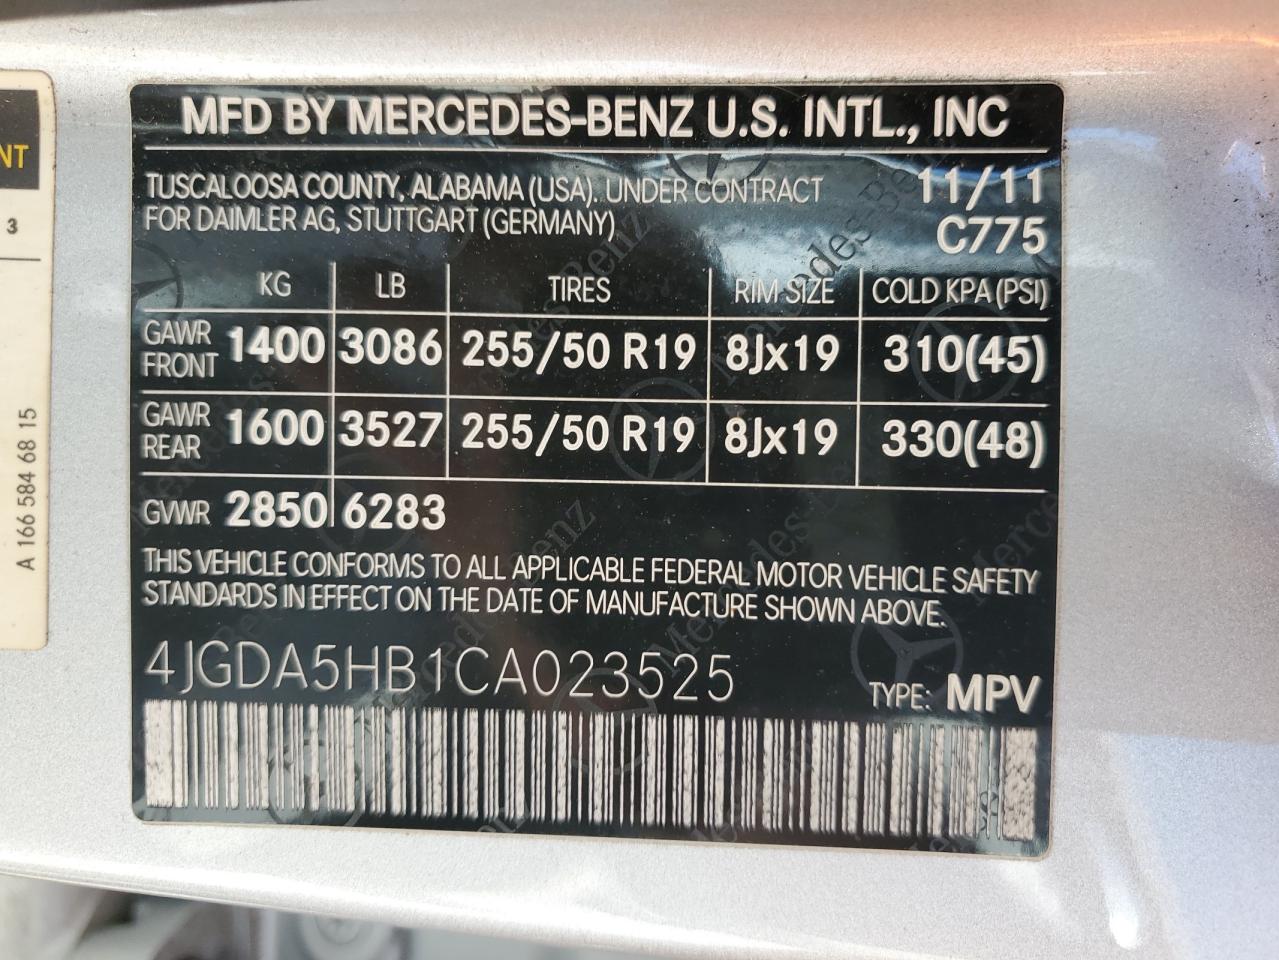 MFD BY MERCEDES-BENZ U.S. INTL., INC
TUSCALOOSA COUNTY, ALABAMA (USA). UNDER CONTRACT 11/11
FOR DAIMLER AG, STUTTGART (GERMANY) C775
KG LB TIRES RIM SIZE COLD KPA (PSI)
GAWR FRONT 1400 3086 255/50 R19 8Jx19 310(45)
GAWR REAR 1600 3527 255/50 R19 8Jx19 330(48)
GVWR 2850 6283
THIS VEHICLE CONFORMS TO ALL APPLICABLE FEDERAL MOTOR VEHICLE SAFETY
STANDARDS IN EFFECT ON THE DATE OF MANUFACTURE SHOWN ABOVE.
4JGDA5HB1CA023525 TYPE: MPV
NT
3
A 166 584 68 15